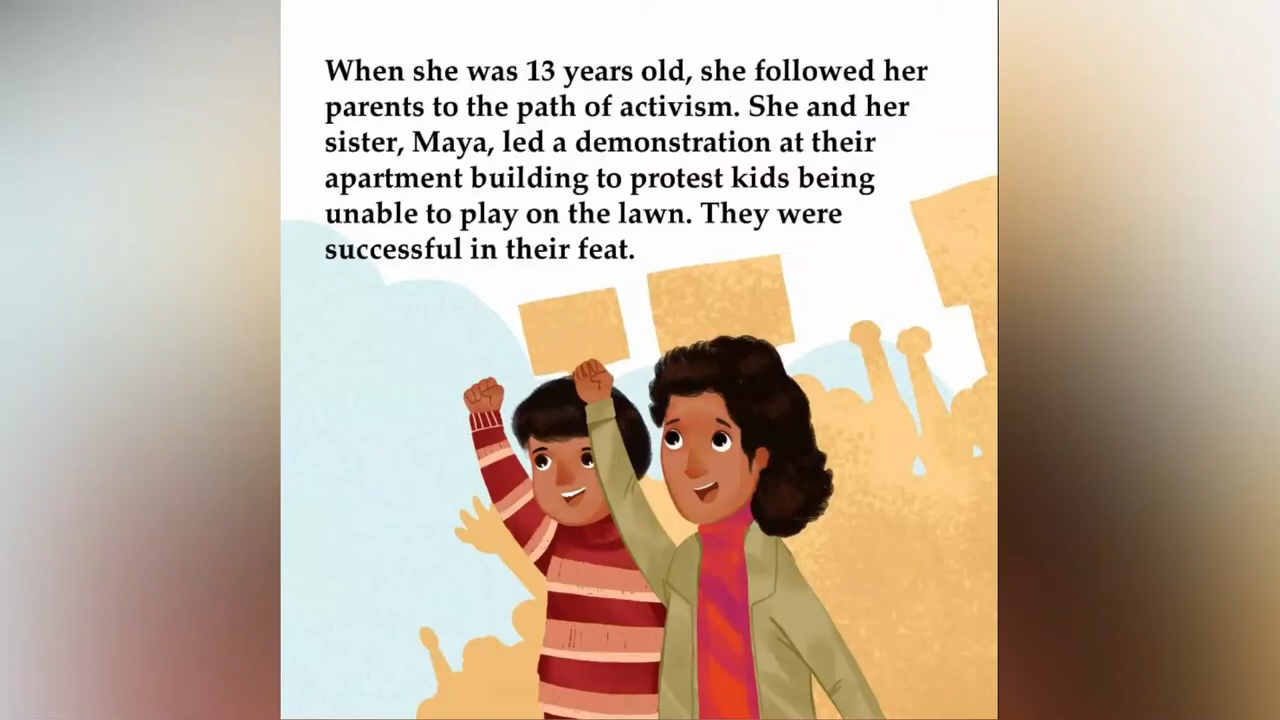 When she was 13 years old, she followed her
parents to the path of activism. She and her
sister, Maya, led a demonstration at their
apartment building to protest kids being
unable to play on the lawn. They were
successful in their feat.